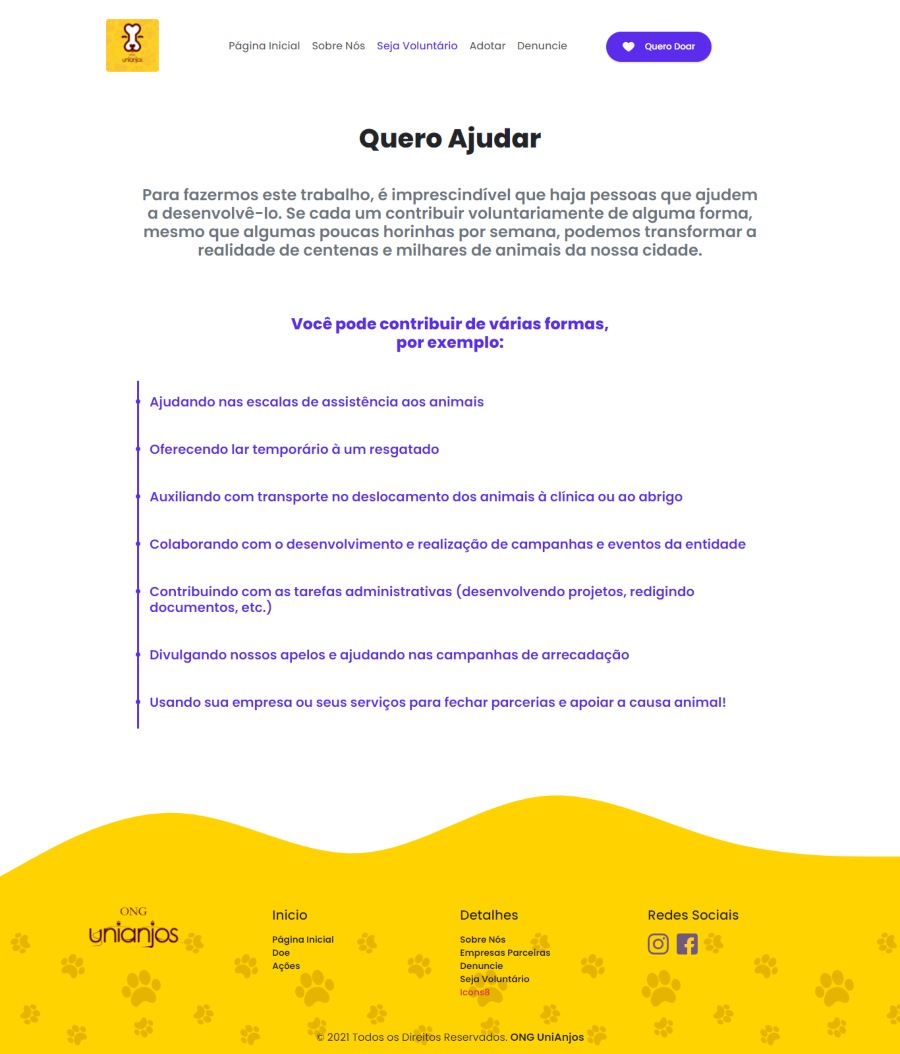 unianjos
Página Inicial Sobre Nós Seja Voluntário Adotar Denuncie Quero Doar
Quero Ajudar
Para fazermos este trabalho, é imprescindível que haja pessoas que ajudem
a desenvolvê-lo. Se cada um contribuir voluntariamente de alguma forma,
mesmo que algumas poucas horinhas por semana, podemos transformar a
realidade de centenas e milhares de animais da nossa cidade.
Você pode contribuir de várias formas,
por exemplo:
Ajudando nas escalas de assistência aos animais
Oferecendo lar temporário à um resgatado
Auxiliando com transporte no deslocamento dos animais à clínica ou ao abrigo
Colaborando com o desenvolvimento e realização de campanhas e eventos da entidade
Contribuindo com as tarefas administrativas (desenvolvendo projetos, redigindo
documentos, etc.)
Divulgando nossos apelos e ajudando nas campanhas de arrecadação
Usando sua empresa ou seus serviços para fechar parcerias e apoiar a causa animal!
ONG
unianjos
Inicio
Página Inicial
Doe
Ações
Detalhes
Sobre Nós
Empresas Parceiras
Denuncie
Seja Voluntário
Icons8
Redes Sociais
© 2021 Todos os Direitos Reservados. ONG UniAnjos